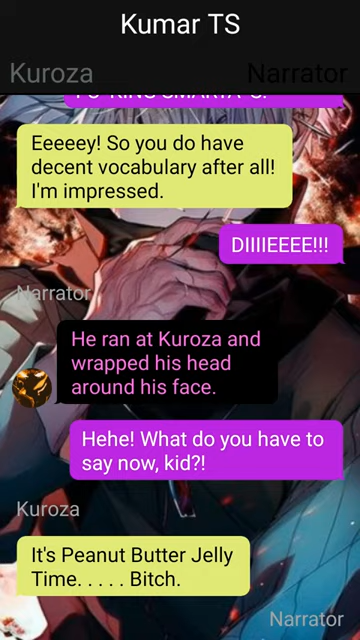 Kumar TS
Kuroza
Narrator
Eeeeey! So you do have
decent vocabulary after all!
I'm impressed.
DIIIIEEEE!!!
Narrator
He ran at Kuroza and
wrapped his head
around his face.
Hehe! What do you have to
say now, kid?!
Kuroza
It's Peanut Butter Jelly
Time. . . . . Bitch.
Narrator